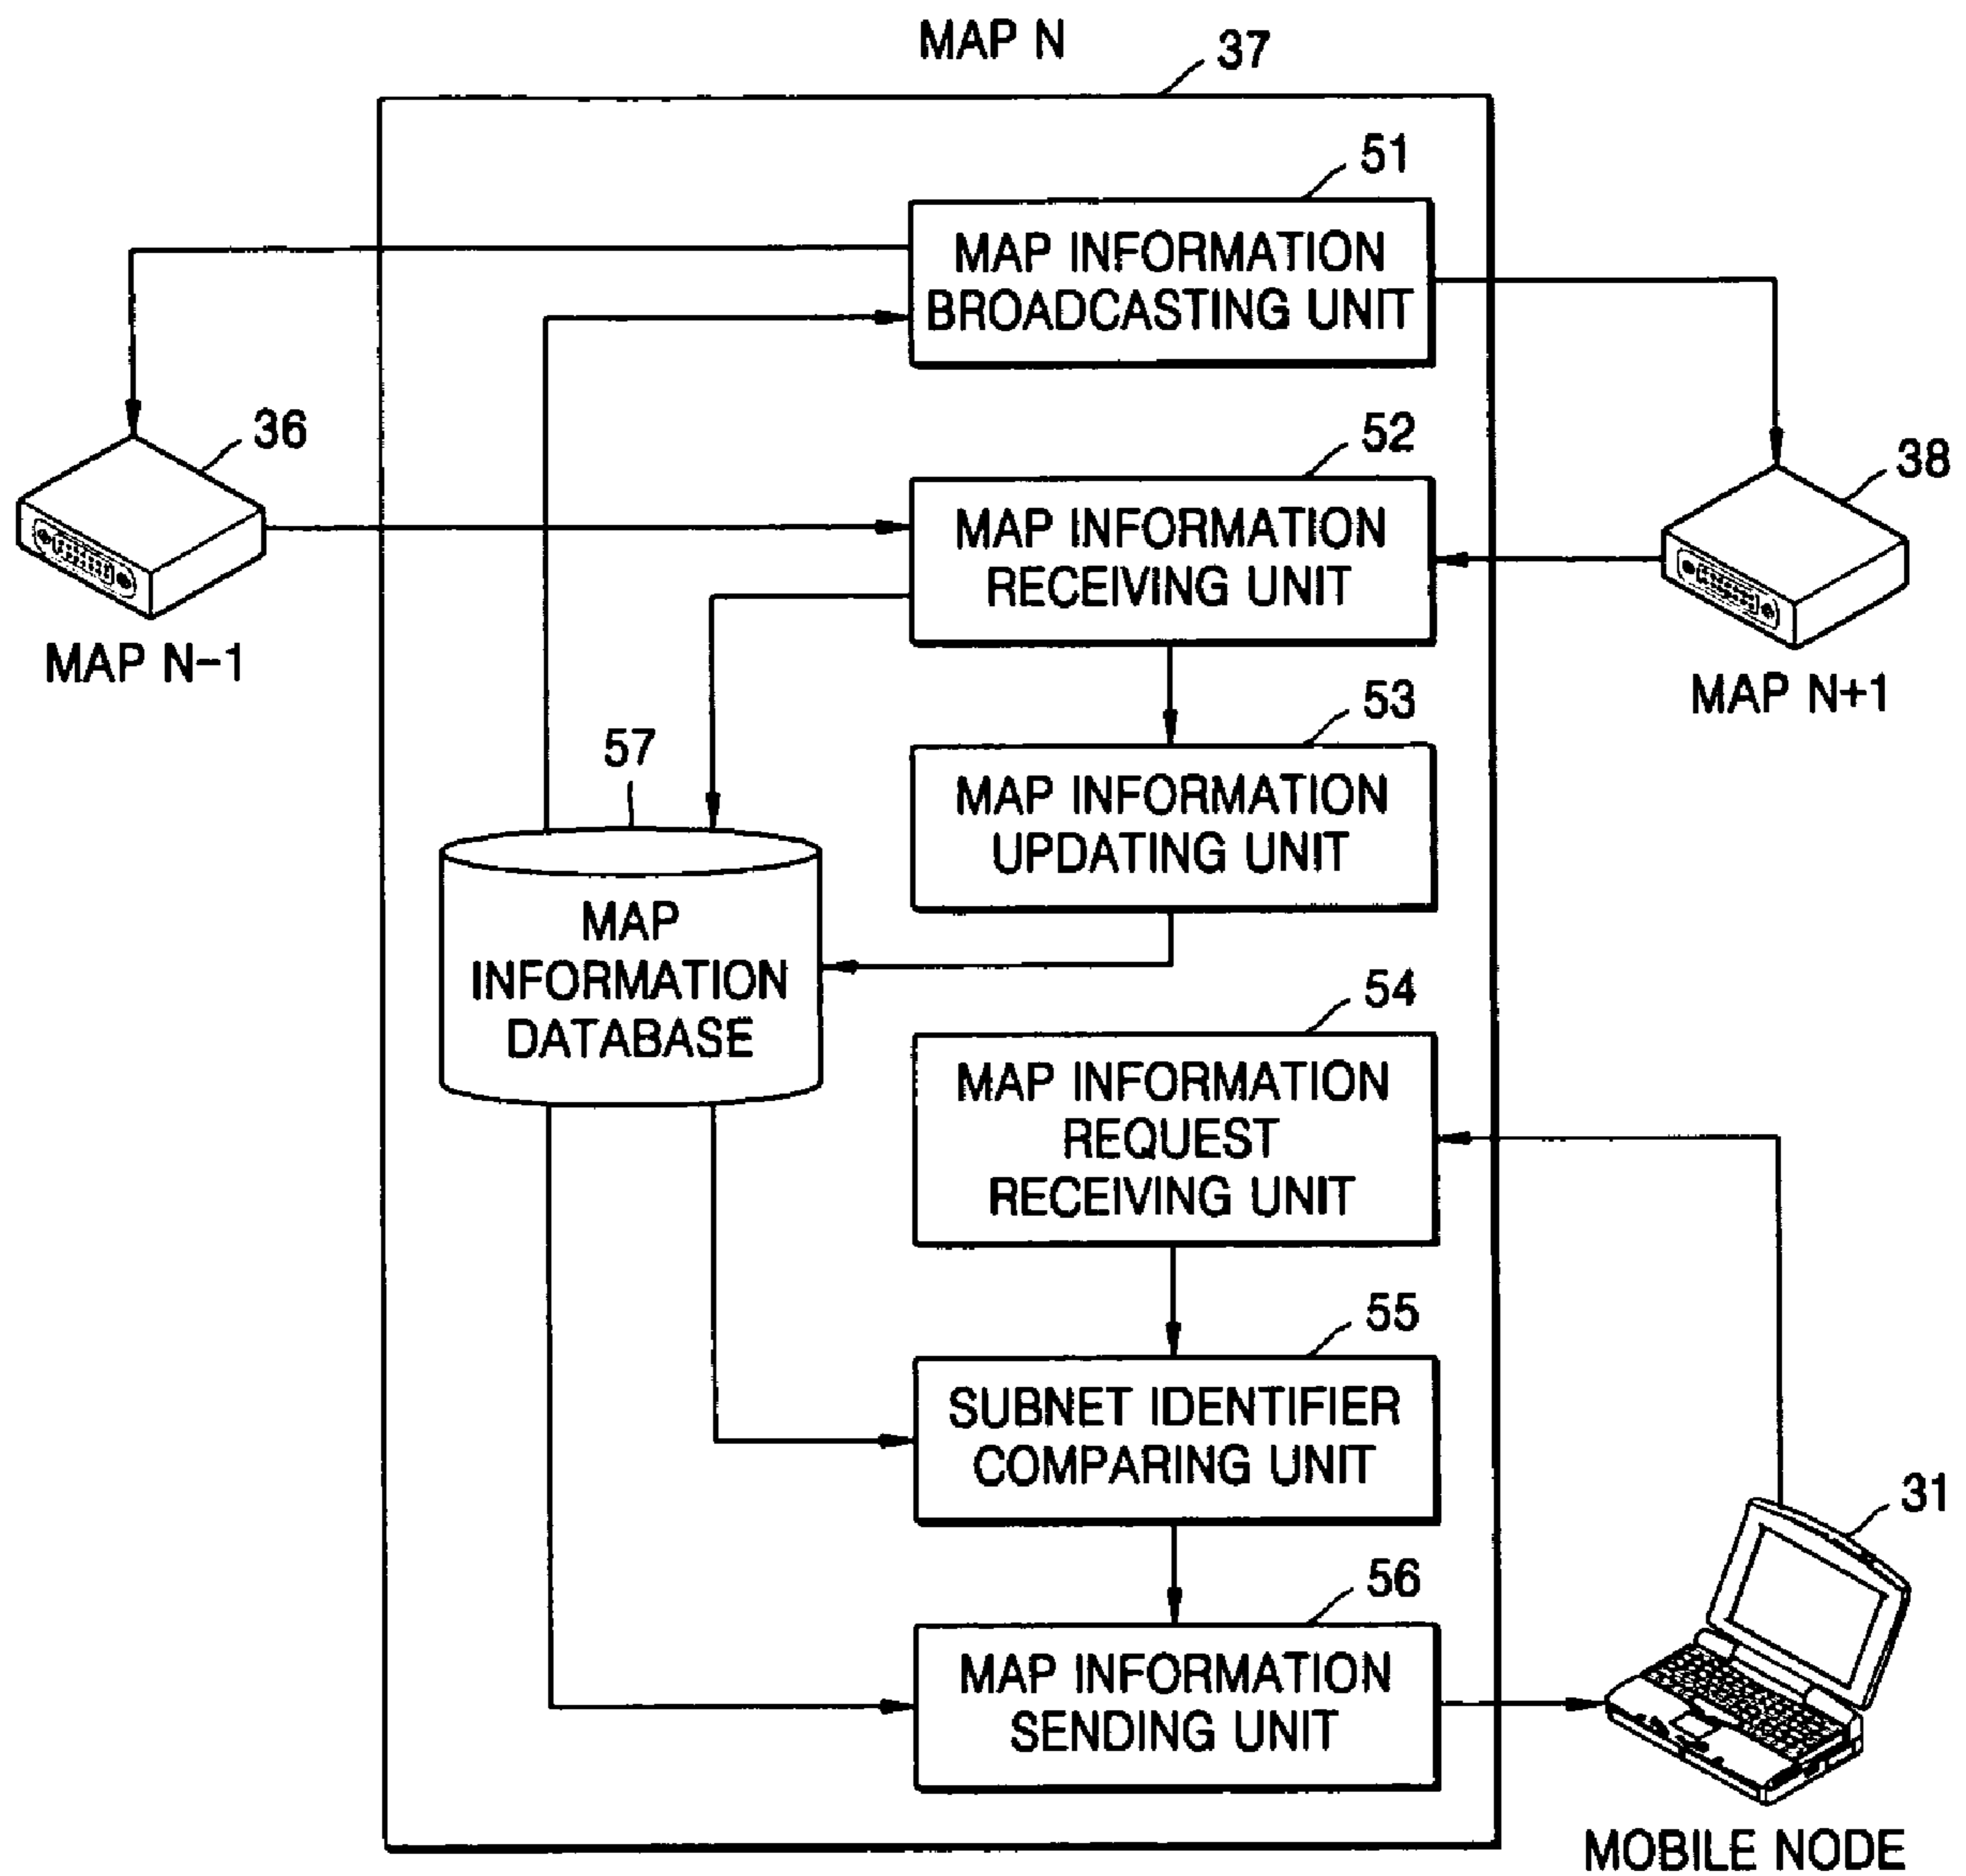 MAP N
37
51
MAP INFORMATION
BROADCASTING UNIT
36
52
38
MAP INFORMATION
RECEIVING UNIT
MAP N-1
MAP N+1
53
57
MAP INFORMATION
UPDATING UNIT
MAP
INFORMATION
DATABASE
54
MAP INFORMATION
REQUEST
RECEIVING UNIT
55
SUBNET IDENTIFIER
COMPARING UNIT
31
56
MAP INFORMATION
SENDING UNIT
MOBILE NODE